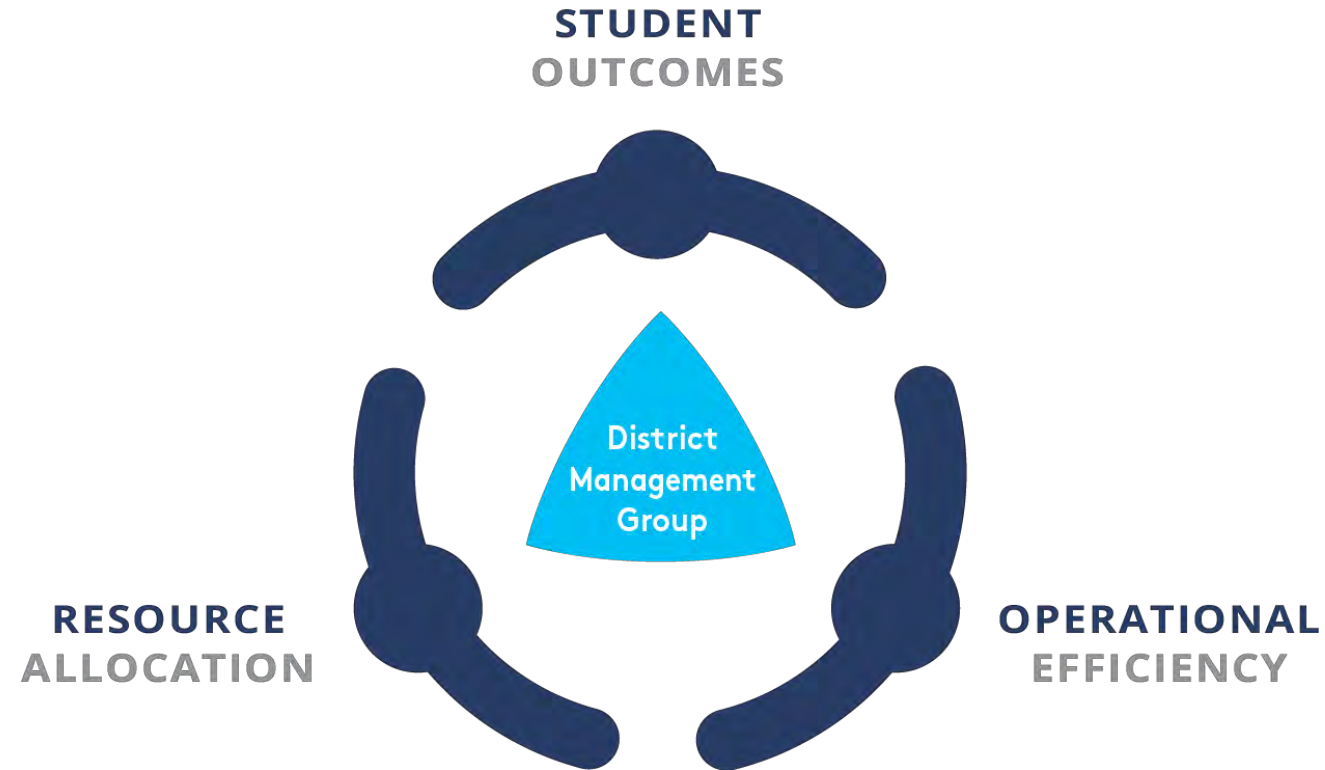 STUDENT
OUTCOMES
District
Management
Group
RESOURCE
ALLOCATION
OPERATIONAL
EFFICIENCY